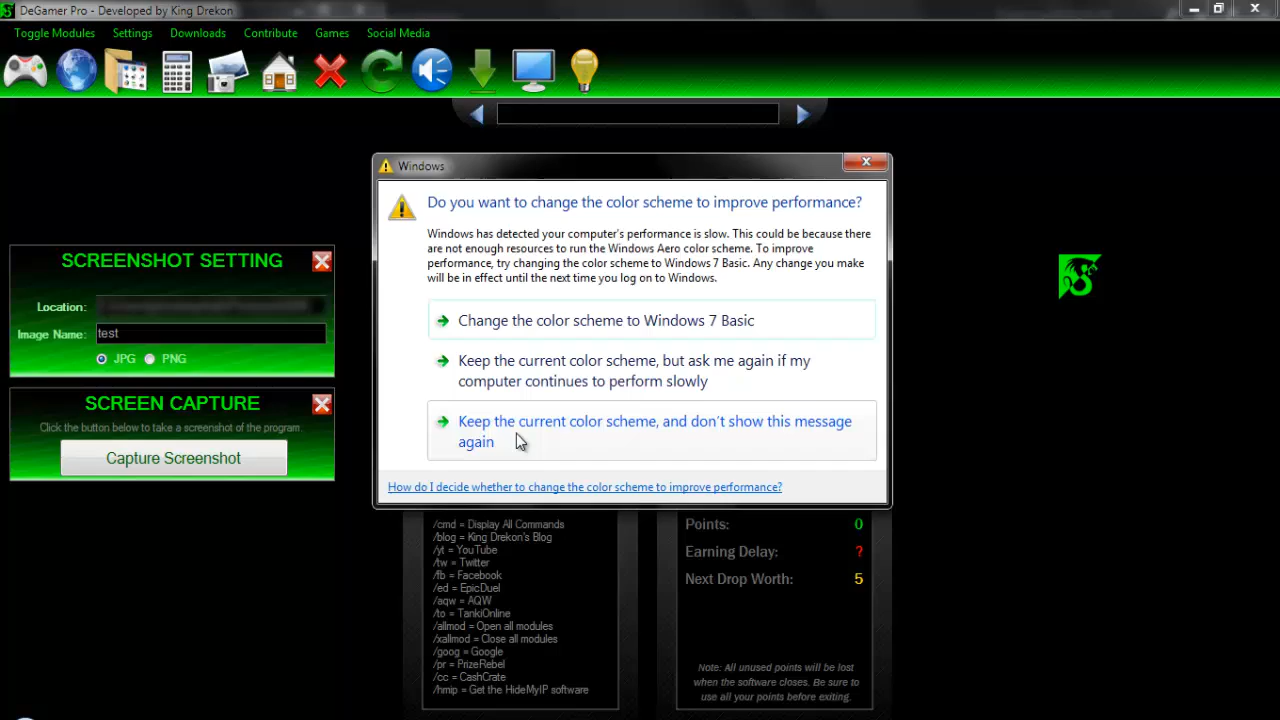 DeGamer Pro - Developed by King Drekon
Toggle Modules Settings Downloads Contribute Games Social Media
Windows
Do you want to change the color scheme to improve performance?
Windows has detected your computer's performance is slow. This could be because there
are not enough resources to run the Windows Aero color scheme. To improve
performance, try changing the color scheme to Windows 7 Basic. Any change you make
will be in effect until the next time you log on to Windows.
Change the color scheme to Windows 7 Basic
Keep the current color scheme, but ask me again if my
computer continues to perform slowly
Keep the current color scheme, and don't show this message
again
How do I decide whether to change the color scheme to improve performance?
SCREENSHOT SETTING
Location:
Image Name: test
JPG PNG
SCREEN CAPTURE
Click the button below to take a screenshot of the program.
Capture Screenshot
/cmd = Display All Commands
/blog = King Drekon's Blog
/yt = YouTube
/tw = Twitter
/fb = Facebook
/ed = EpicDuel
/aqw = AQW
/to = TankiOnline
/allmod = Open all modules
/xallmod = Close all modules
/goog = Google
/pr = PrizeRebel
/cc = CashCrate
/hmip = Get the HideMyIP software
Points: 0
Earning Delay: ?
Next Drop Worth: 5
Note: All unused points will be lost
when the software closes. Be sure to
use all your points before exiting.